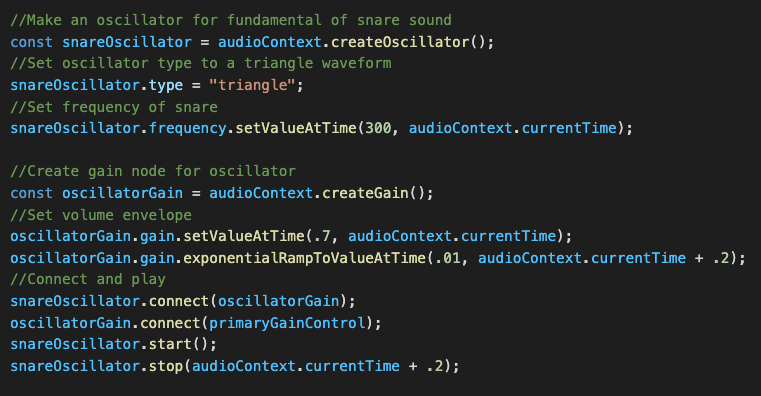 //Make an oscillator for fundamental of snare sound
const snareOscillator = audioContext.createOscillator();
//Set oscillator type to a triangle waveform
snareOscillator.type = "triangle";
//Set frequency of snare
snareOscillator.frequency.setValueAtTime(300, audioContext.currentTime);

//Create gain node for oscillator
const oscillatorGain = audioContext.createGain();
//Set volume envelope
oscillatorGain.gain.setValueAtTime(.7, audioContext.currentTime);
oscillatorGain.gain.exponentialRampToValueAtTime(.01, audioContext.currentTime + .2);
//Connect and play
snareOscillator.connect(oscillatorGain);
oscillatorGain.connect(primaryGainControl);
snareOscillator.start();
snareOscillator.stop(audioContext.currentTime + .2);